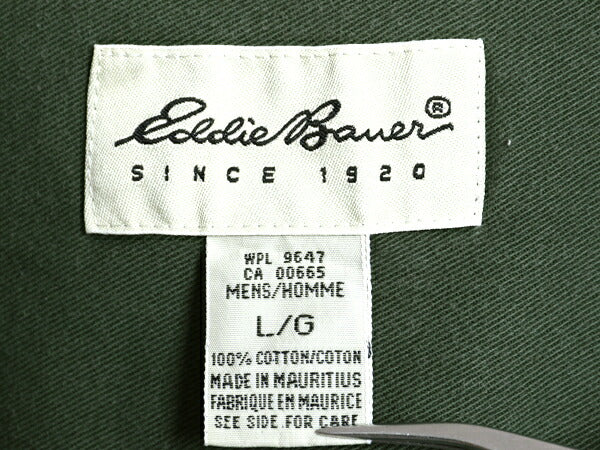 Eddie Bauer®
SINCE 1920
WPL 9647
CA 00665
MENS/HOMME
L/G
100% COTTON/COTON
MADE IN MAURITIUS
FABRIQUE EN MAURICE
SEE SIDE FOR CARE